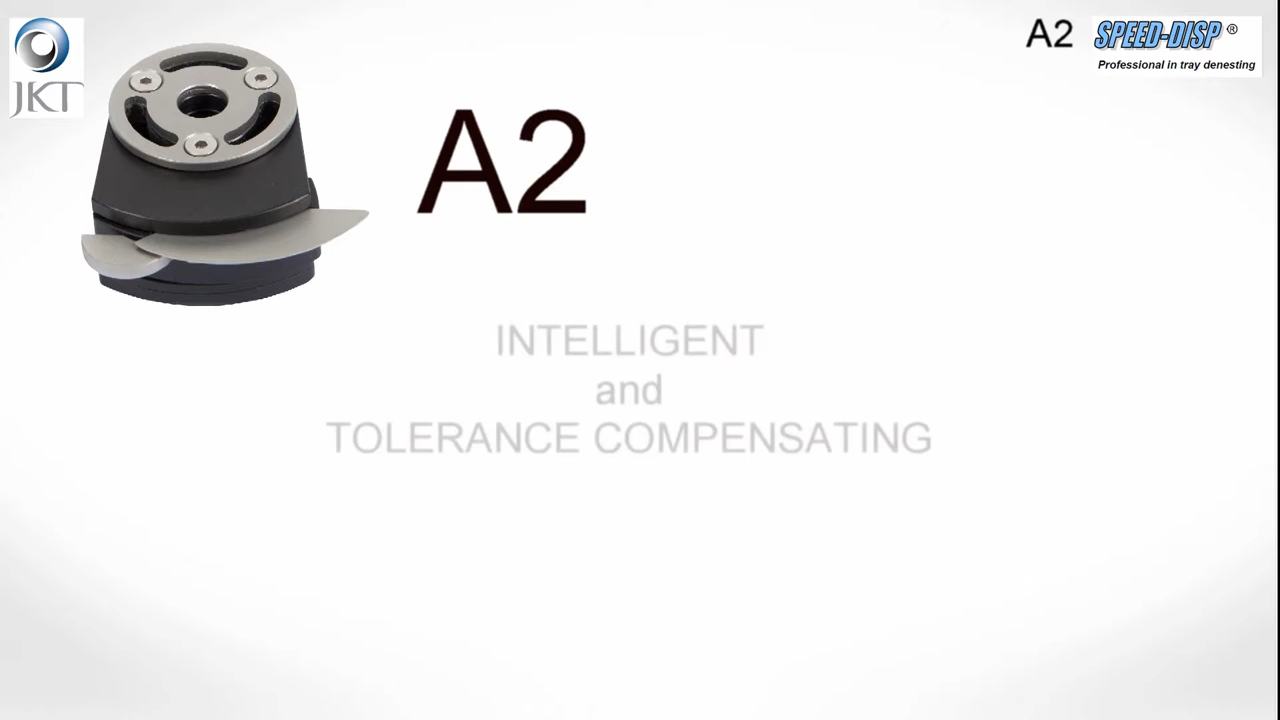 JKT
A2 SPEED-DISP ®
Professional in tray denesting
A2
INTELLIGENT
and
TOLERANCE COMPENSATING